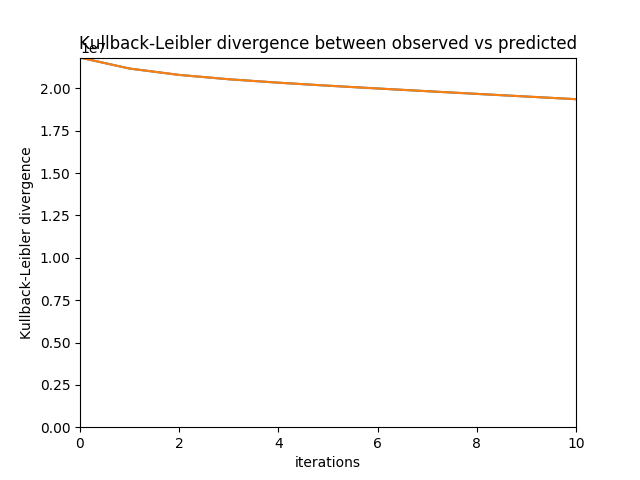 Kullback-Leibler divergence between observed vs predicted
1e7
2.00
1.75
1.50
1.25
1.00
0.75
0.50
0.25
0.00
Kullback-Leibler divergence
0 2 4 6 8 10
iterations